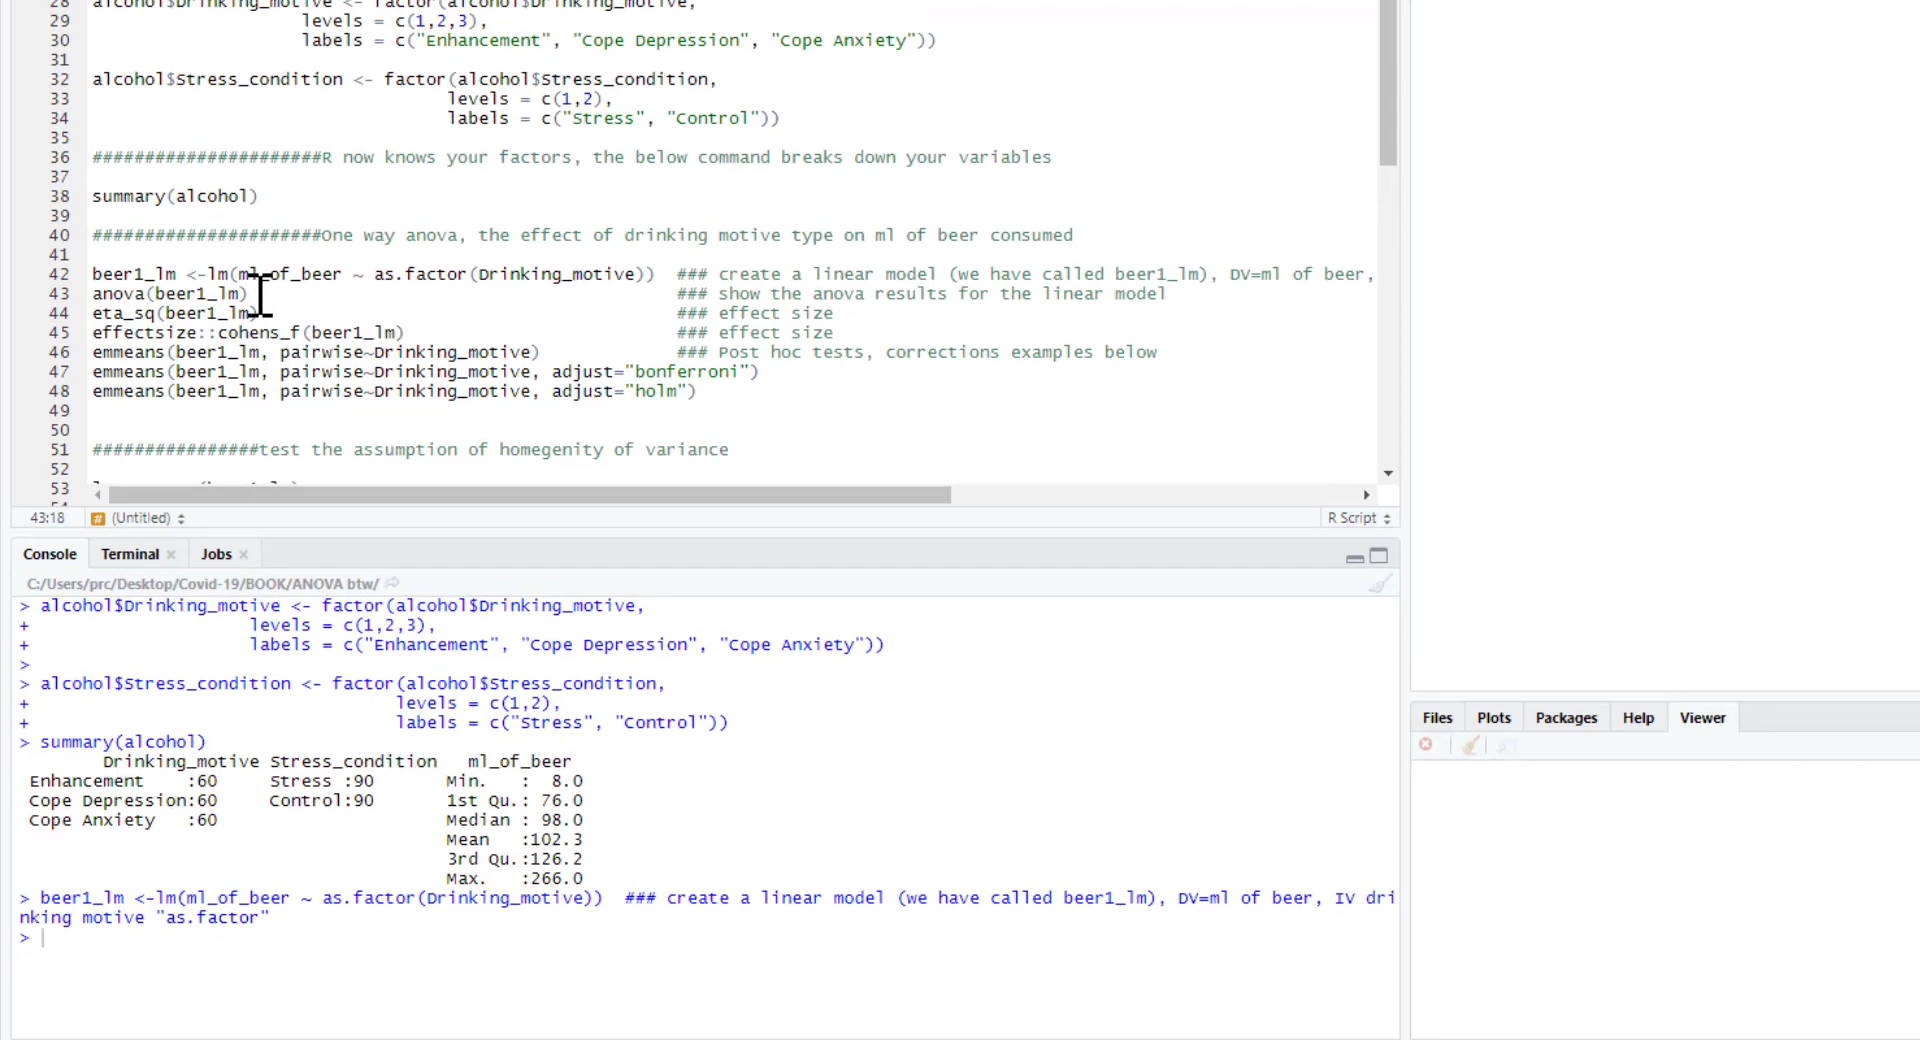 28 alcohol$Drinking_motive <- factor(alcohol$Drinking_motive,
29 levels = c(1,2,3),
30 labels = c("Enhancement", "Cope Depression", "Cope Anxiety"))
31
32 alcohol$Stress_condition <- factor(alcohol$Stress_condition,
33 levels = c(1,2),
34 labels = c("Stress", "Control"))
35
36 ######################R now knows your factors, the below command breaks down your variables
37
38 summary(alcohol)
39
40 ######################One way anova, the effect of drinking motive type on ml of beer consumed
41
42 beer1_lm <-lm(ml_of_beer ~ as.factor(Drinking_motive)) ### create a linear model (we have called beer1_lm), DV=ml of beer,
43 anova(beer1_lm) ### show the anova results for the linear model
44 eta_sq(beer1_lm) ### effect size
45 effectsize::cohens_f(beer1_lm) ### effect size
46 emmeans(beer1_lm, pairwise~Drinking_motive) ### Post hoc tests, corrections examples below
47 emmeans(beer1_lm, pairwise~Drinking_motive, adjust="bonferroni")
48 emmeans(beer1_lm, pairwise~Drinking_motive, adjust="holm")
49
50
51 ################test the assumption of homegenity of variance
52
53
43:18 (Untitled) R Script
Console Terminal Jobs
C:/Users/prc/Desktop/Covid-19/BOOK/ANOVA btw/
> alcohol$Drinking_motive <- factor(alcohol$Drinking_motive,
+ levels = c(1,2,3),
+ labels = c("Enhancement", "Cope Depression", "Cope Anxiety"))
>
> alcohol$Stress_condition <- factor(alcohol$Stress_condition,
+ levels = c(1,2),
+ labels = c("Stress", "Control"))
> summary(alcohol)
Drinking_motive Stress_condition ml_of_beer
Enhancement :60 Stress :90 Min. : 8.0
Cope Depression:60 Control:90 1st Qu.: 76.0
Cope Anxiety :60 Median : 98.0
Mean :102.3
3rd Qu.:126.2
Max. :266.0
> beer1_lm <-lm(ml_of_beer ~ as.factor(Drinking_motive)) ### create a linear model (we have called beer1_lm), DV=ml of beer, IV dri
nking motive "as.factor"
>
Files Plots Packages Help Viewer